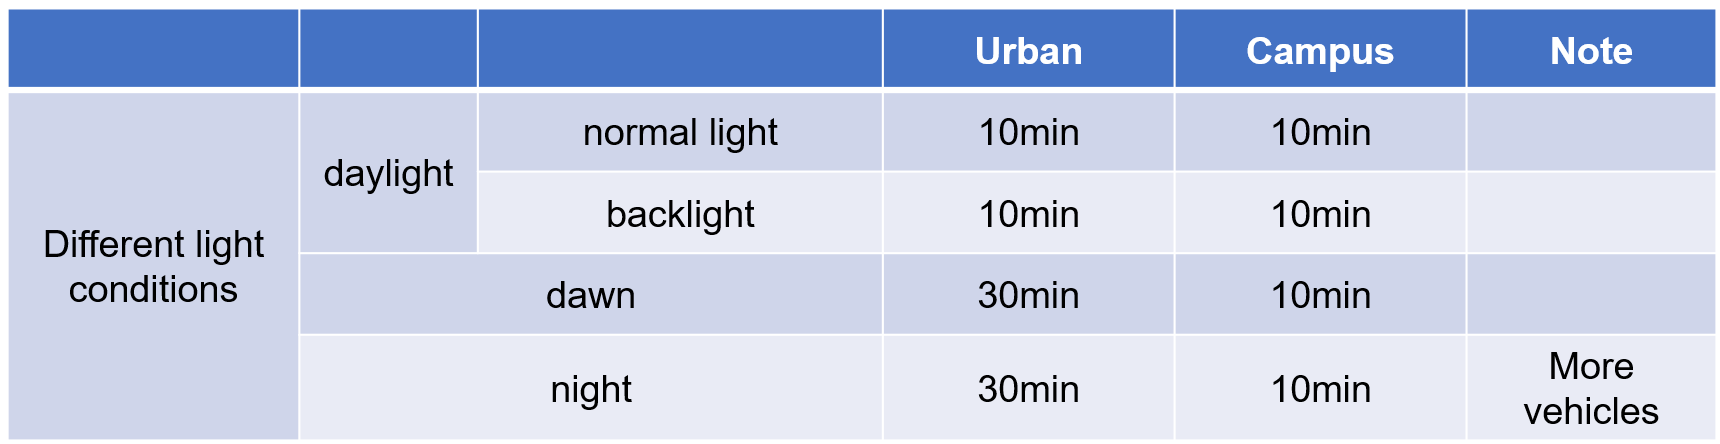 Urban Campus Note
Different light
conditions
daylight
normal light 10min 10min
backlight 10min 10min
dawn 30min 10min
night 30min 10min More
vehicles